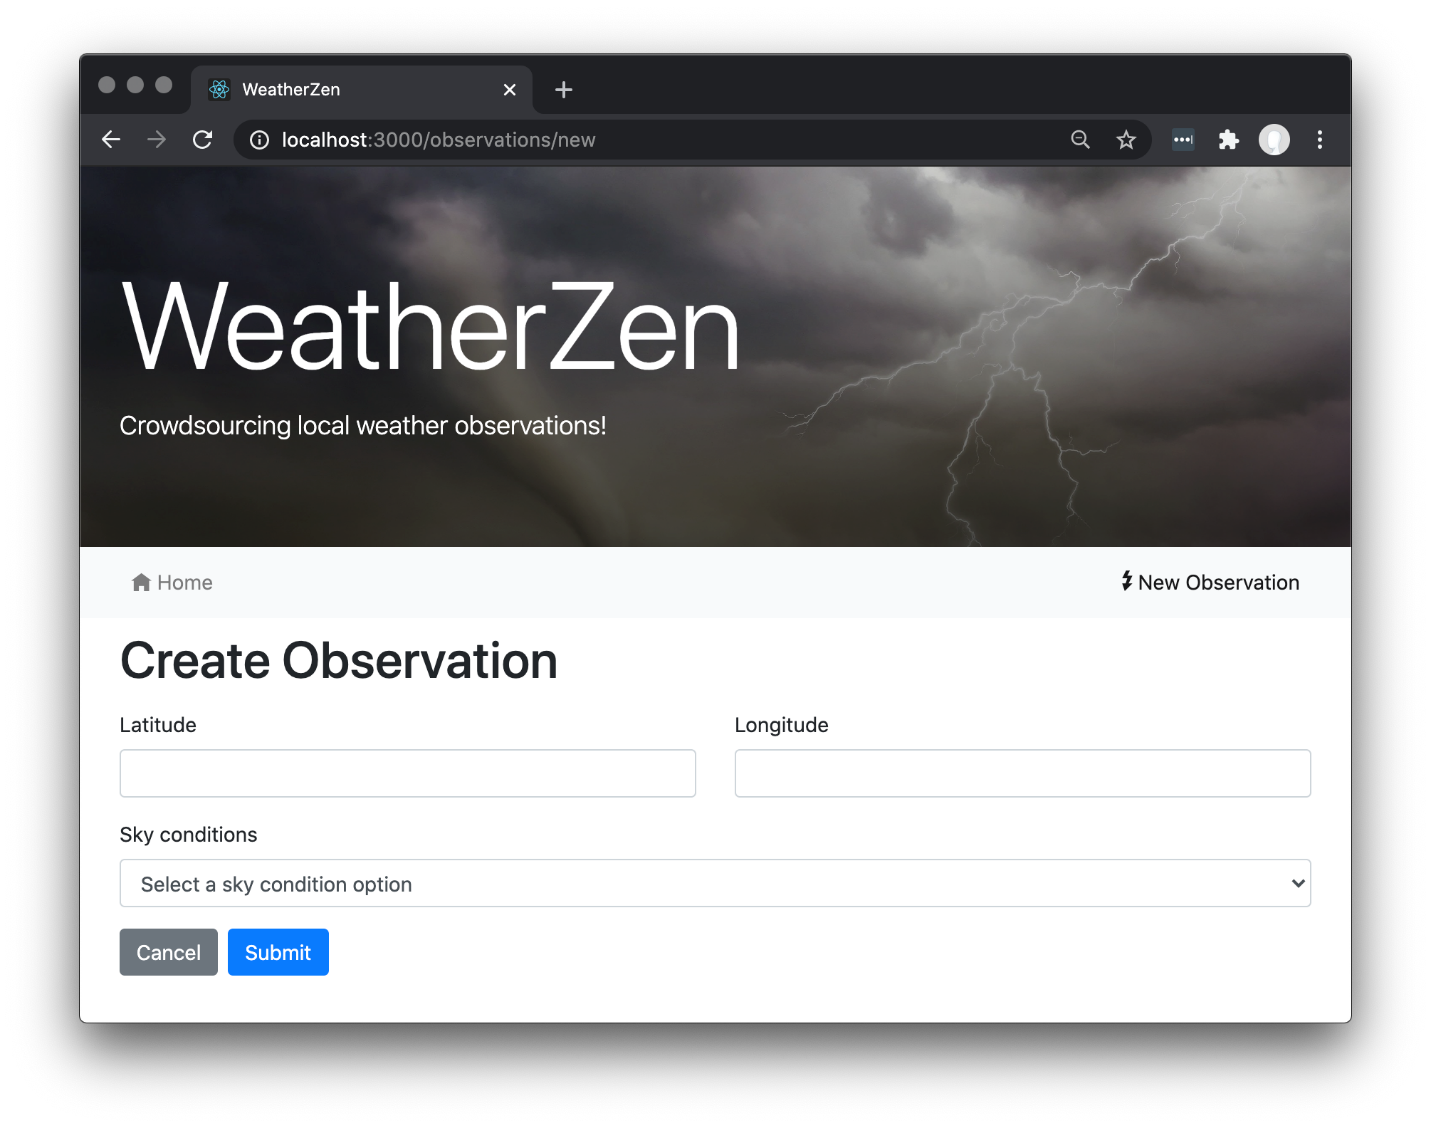 WeatherZen
localhost:3000/observations/new
WeatherZen
Crowdsourcing local weather observations!
Home
New Observation
Create Observation
Latitude
Longitude
Sky conditions
Select a sky condition option
Cancel
Submit